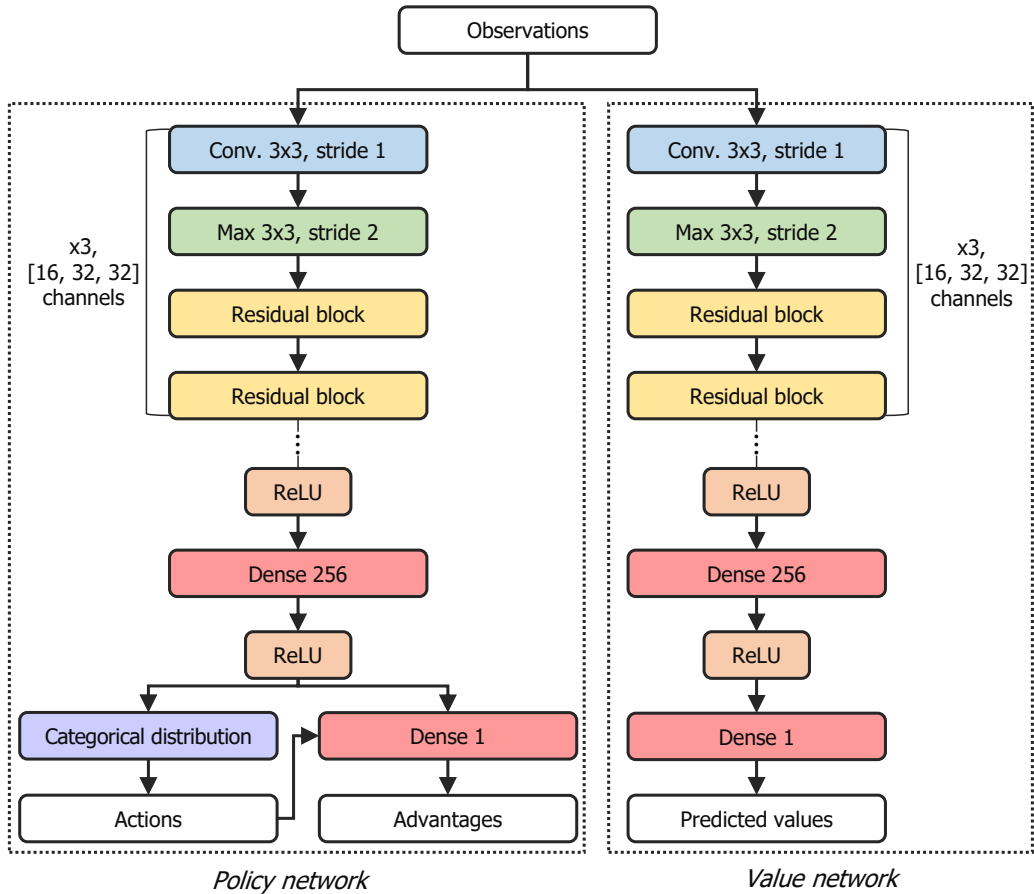 Observations
Conv. 3x3, stride 1
Max 3x3, stride 2
x3,
[16, 32, 32]
channels
Residual block
Residual block
ReLU
Dense 256
ReLU
Categorical distribution
Dense 1
Actions
Advantages
Policy network
Conv. 3x3, stride 1
Max 3x3, stride 2
x3,
[16, 32, 32]
channels
Residual block
Residual block
ReLU
Dense 256
ReLU
Dense 1
Predicted values
Value network